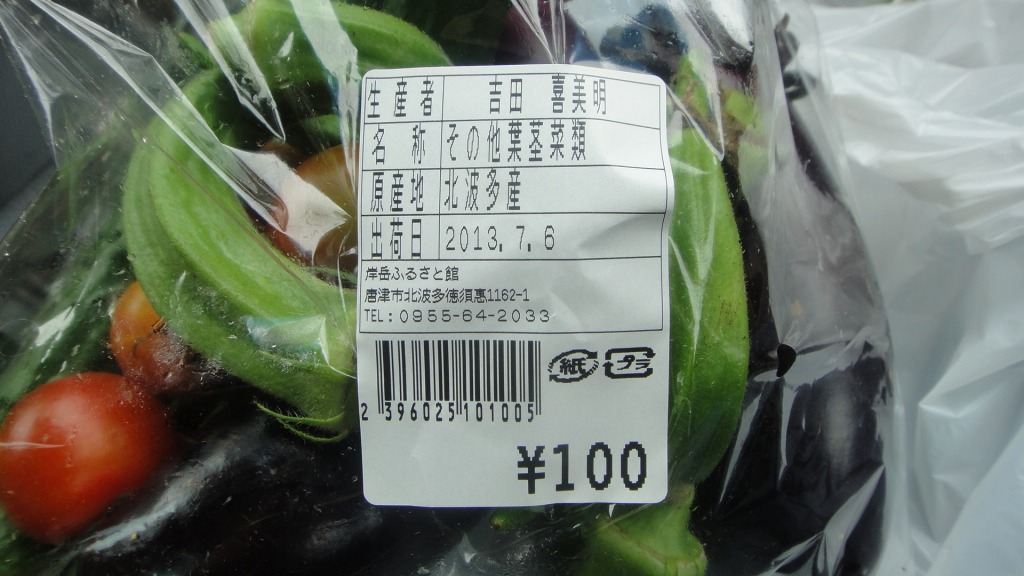 生産者 吉田 喜美明
名称 その他葉茎菜類
原産地 北波多産
出荷日 2013.7.6
岸岳ふるさと館
唐津市北波多徳須惠1162-1
TEL:0955-64-2033
紙 プラ
2 396025 101005
¥100